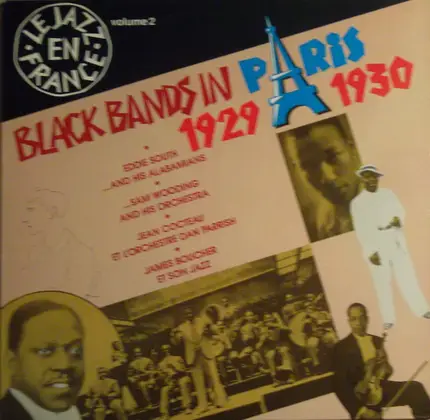 LE JAZZ EN FRANCE
volume 2
BLACK BANDS IN PARIS
1929 1930
EDDIE SOUTH
...AND HIS ALABAMIANS
...SAM WOODING
AND HIS ORCHESTRA
JEAN COCTEAU
ET L'ORCHESTRE DAN PARRISH
JAMES BOUCHER
ET SON JAZZ